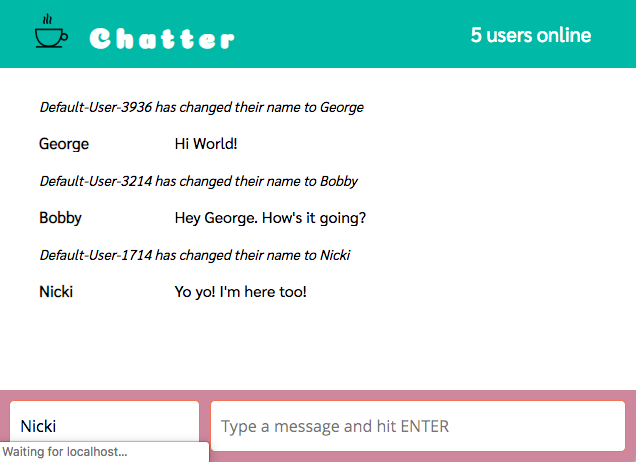 Chatter
5 users online
Default-User-3936 has changed their name to George
George Hi World!
Default-User-3214 has changed their name to Bobby
Bobby Hey George. How's it going?
Default-User-1714 has changed their name to Nicki
Nicki Yo yo! I'm here too!
Nicki Type a message and hit ENTER
Waiting for localhost...